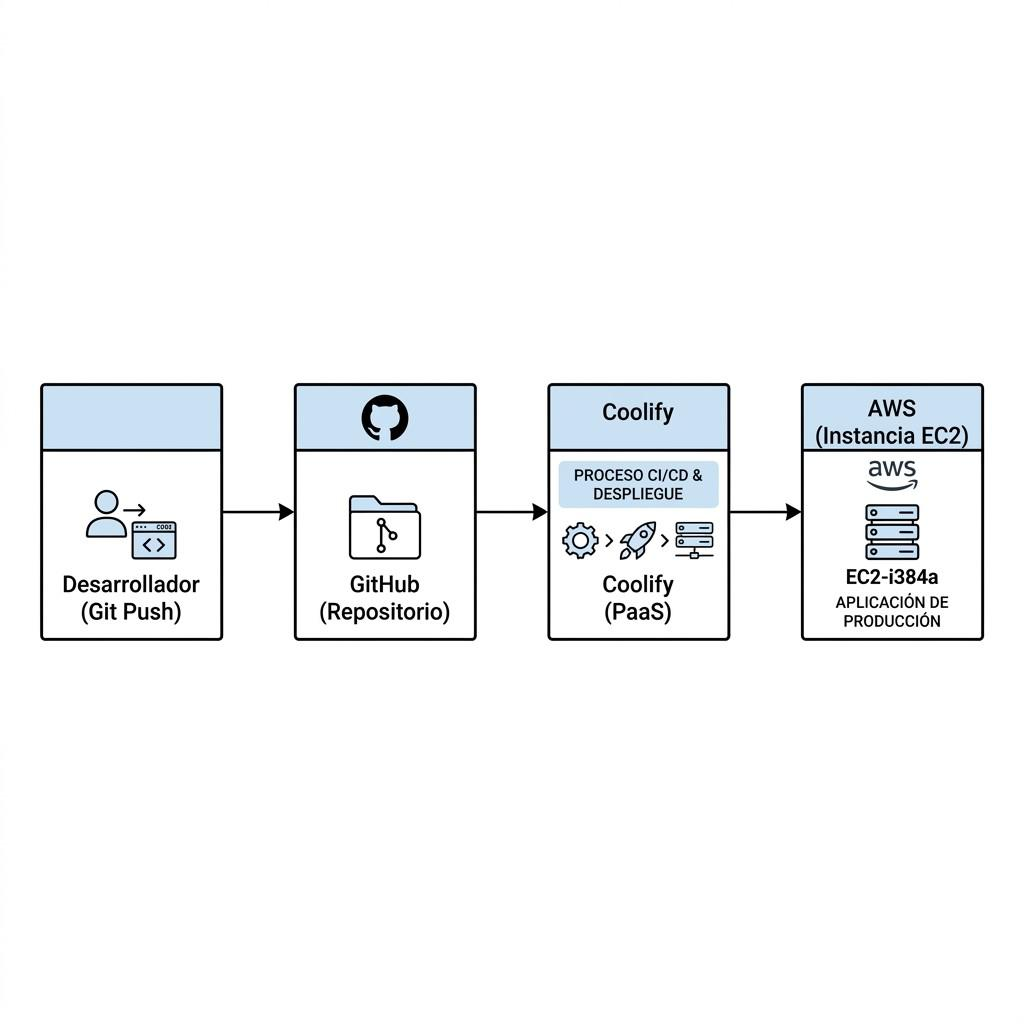 Desarrollador
(Git Push)
GitHub
(Repositorio)
Coolify
PROCESO CI/CD &
DESPLIEGUE
Coolify
(PaaS)
AWS
(Instancia EC2)
aws
EC2-i384a
APLICACIÓN DE
PRODUCCIÓN